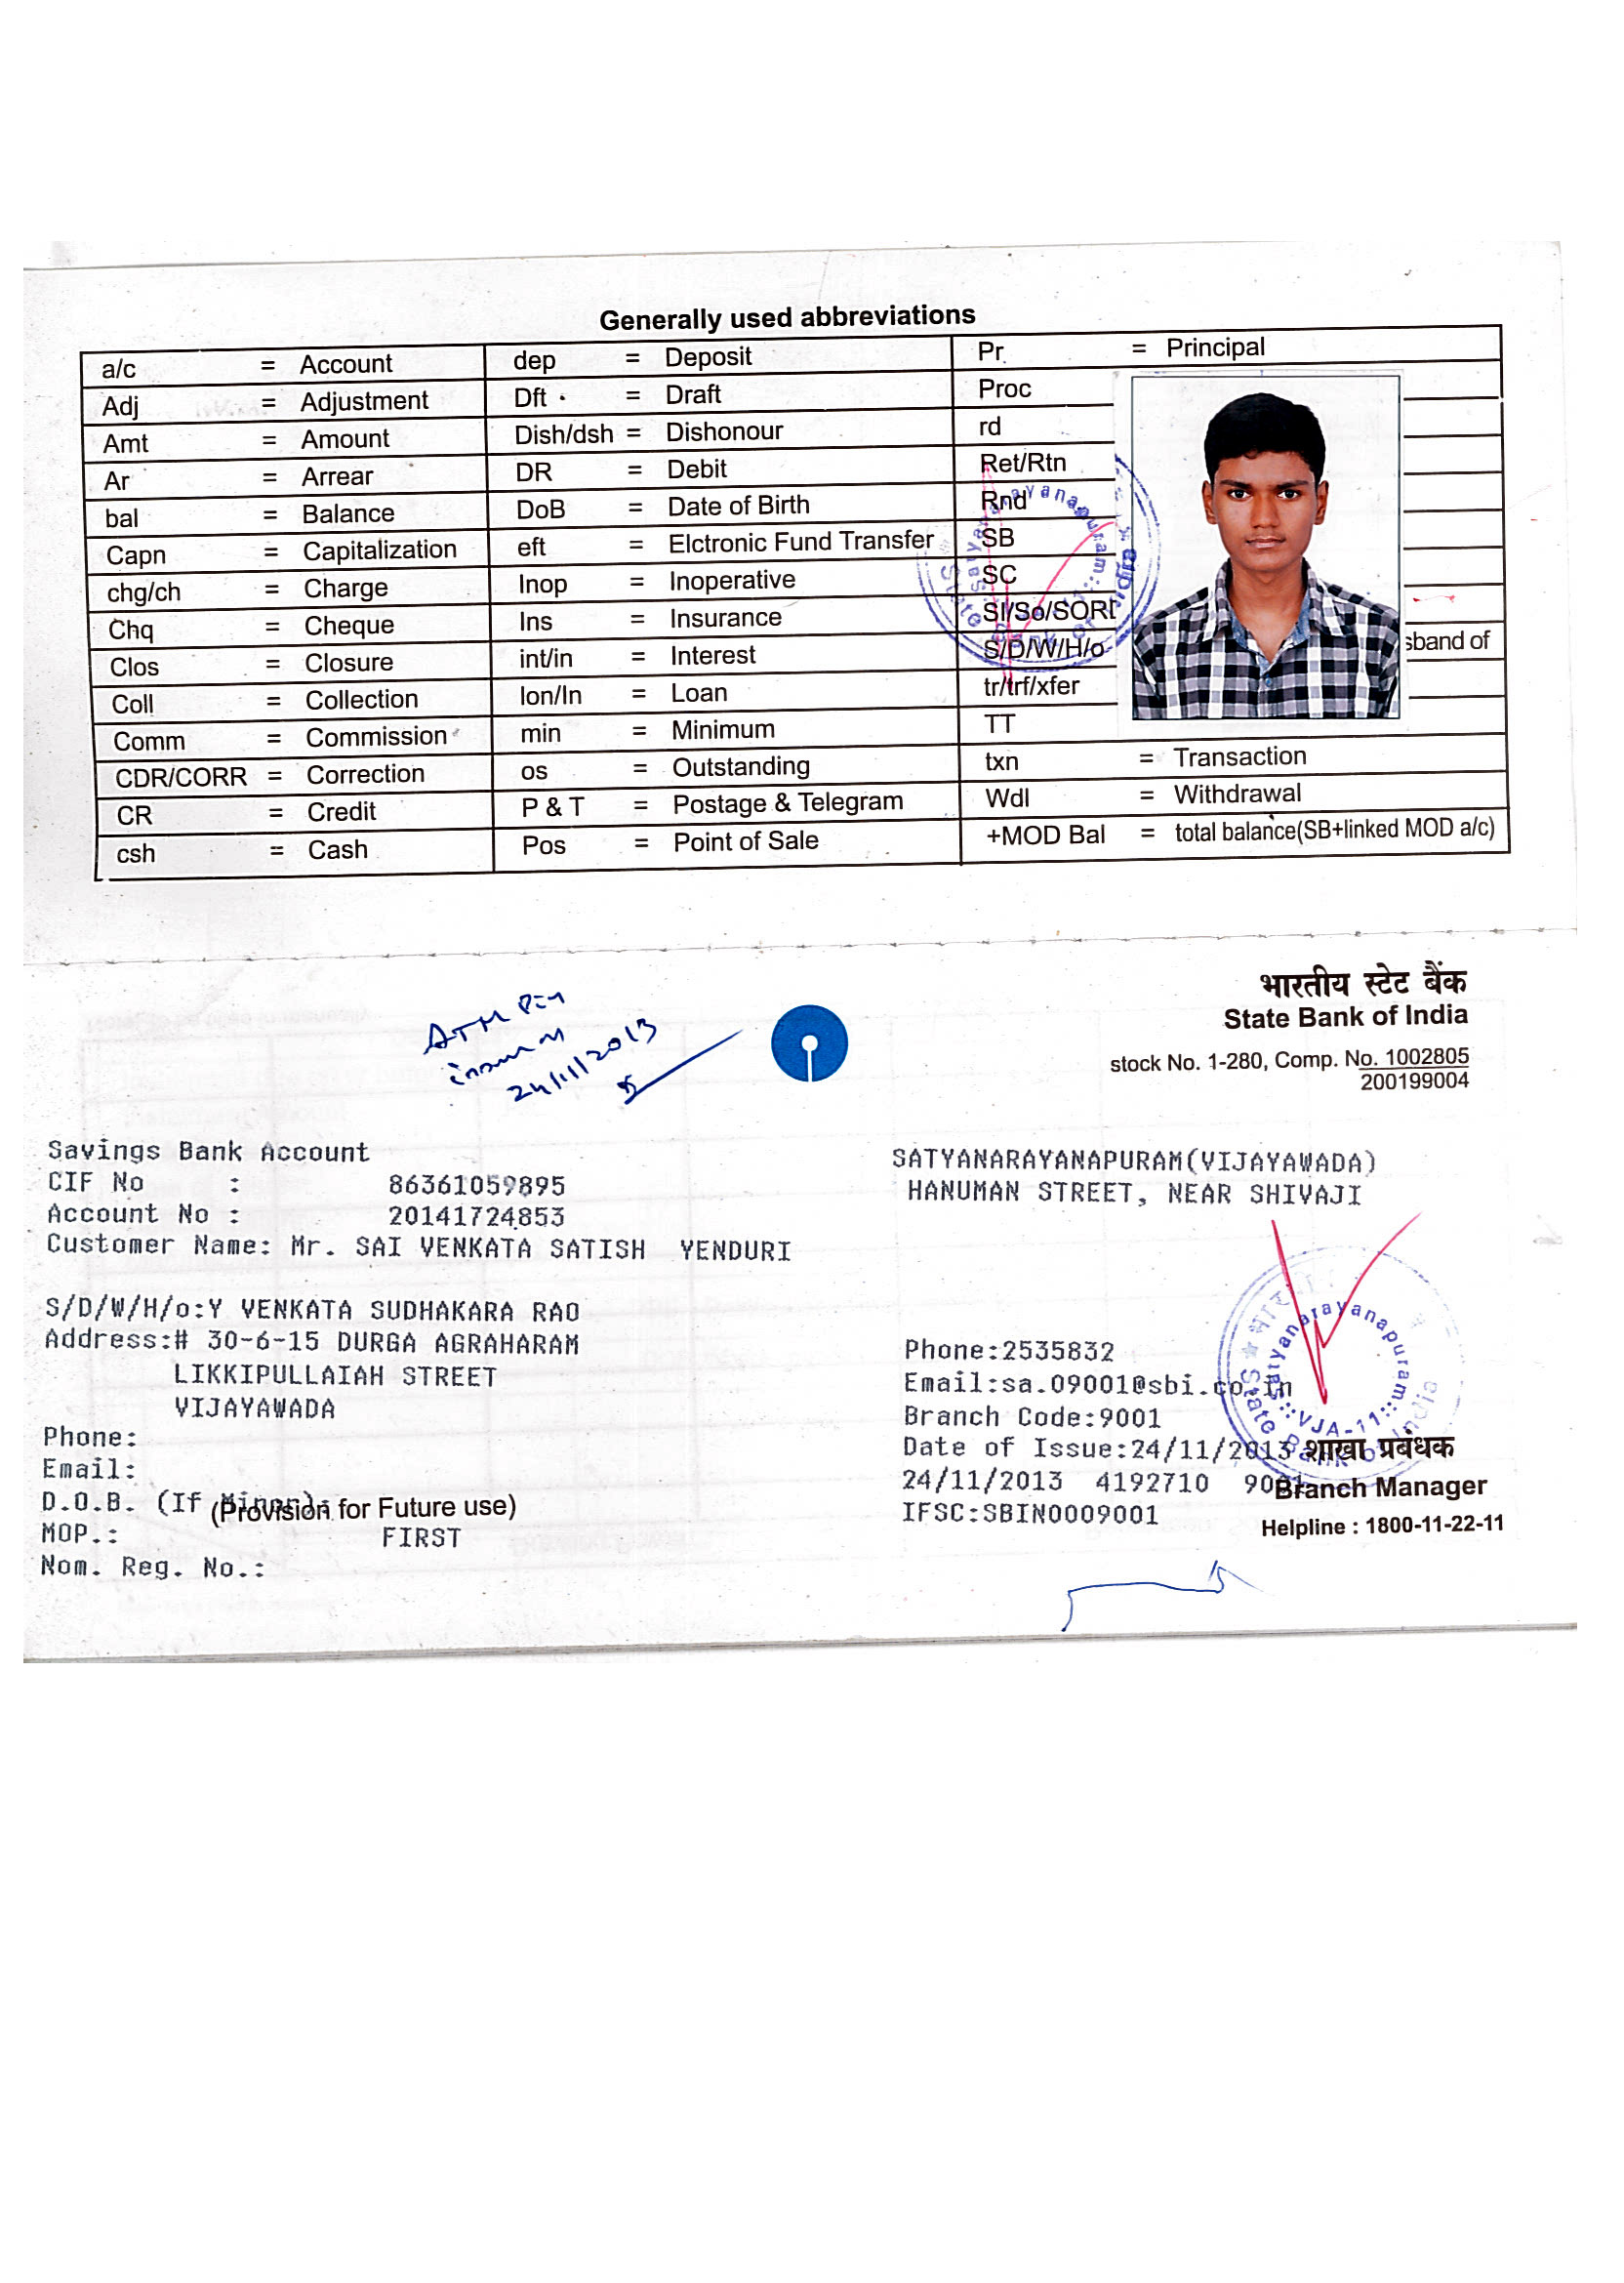 Generally used abbreviations
a/c = Account dep = Deposit Pr. = Principal
Adj = Adjustment Dft = Draft Proc
Amt = Amount Dish/dsh = Dishonour rd
Ar = Arrear DR = Debit Ret/Rtn
bal = Balance DoB = Date of Birth Rnd
Capn = Capitalization eft = Elctronic Fund Transfer SB
chg/ch = Charge Inop = Inoperative SC
Chq = Cheque Ins = Insurance SI/So/SORD
Clos = Closure int/in = Interest S/D/W/H/o sband of
Coll = Collection lon/ln = Loan tr/trf/xfer
Comm = Commission min = Minimum TT
CDR/CORR = Correction os = Outstanding txn = Transaction
CR = Credit P & T = Postage & Telegram Wdl = Withdrawal
csh = Cash Pos = Point of Sale +MOD Bal = total balance(SB+linked MOD a/c)
Satyanarayanapuram
State Bank of
भारतीय स्टेट बैंक
State Bank of India
stock No. 1-280, Comp. No. 1002805
200199004
ATM Pin
24/11/2013
Savings Bank Account
CIF No : 86361059895
Account No : 20141724853
Customer Name: Mr. SAI VENKATA SATISH YENDURI
S/D/W/H/o:Y VENKATA SUDHAKARA RAO
Address:# 30-6-15 DURGA AGRAHARAM
LIKKIPULLAIAH STREET
VIJAYAWADA
Phone:
Email:
D.O.B. (If Minor):
(Provision for Future use)
MOP.: FIRST
Nom. Reg. No.:
SATYANARAYANAPURAM(VIJAYAWADA)
HANUMAN STREET, NEAR SHIVAJI
Phone:2535832
Email:sa.09001@sbi.co.in
Branch Code:9001
Date of Issue:24/11/2013
शाखा प्रबंधक
24/11/2013 4192710 9001
Branch Manager
IFSC:SBIN0009001
Helpline : 1800-11-22-11
Satyanarayanapuram
::VJA-11::
State Bank of India